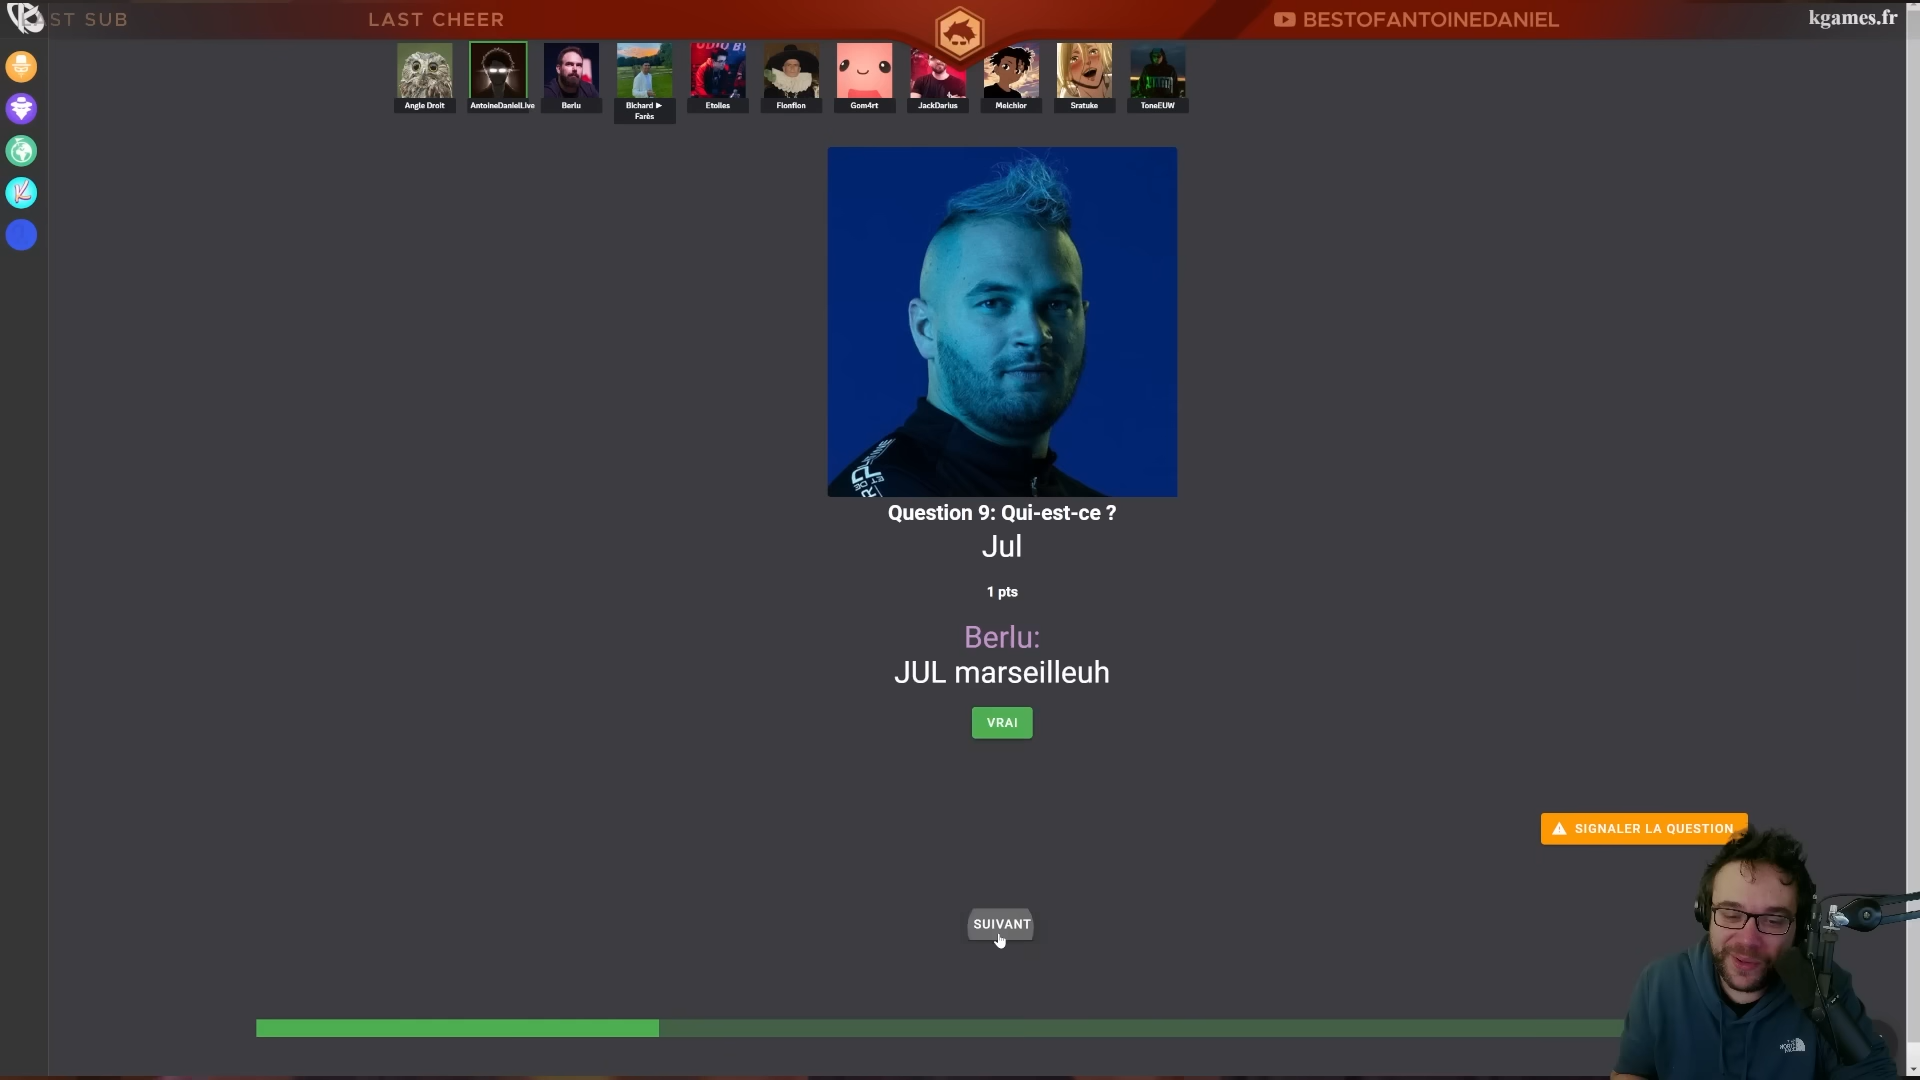 AST SUB
LAST CHEER
BESTOFANTOINEDANIEL
kgames.fr
Angle Droit
AntoineDanielLive
Berlu
Bichard ►
Farès
Etoiles
Fionfion
Gom4rt
JackDarius
Melchior
Sratuke
ToneEUW
Question 9: Qui-est-ce ?
Jul
1 pts
Berlu:
JUL marseilleuh
VRAI
SIGNALER LA QUESTION
SUIVANT